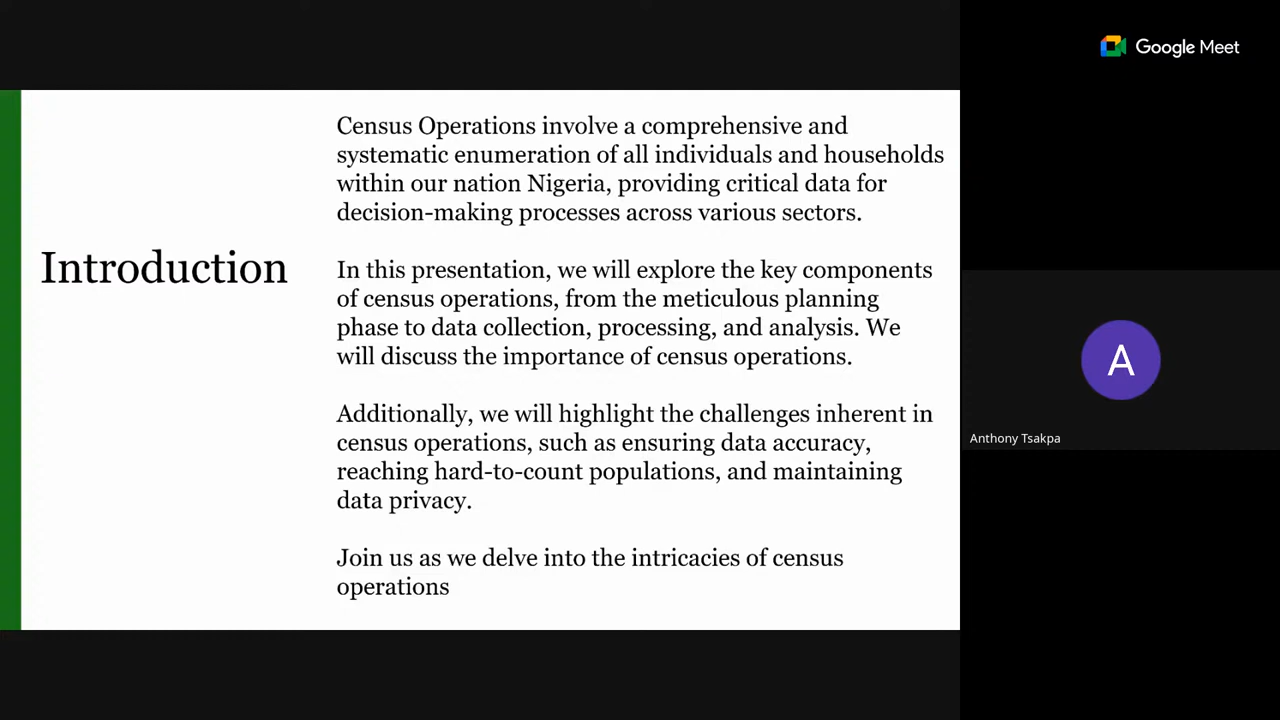 Google Meet
Introduction
Census Operations involve a comprehensive and
systematic enumeration of all individuals and households
within our nation Nigeria, providing critical data for
decision-making processes across various sectors.
In this presentation, we will explore the key components
of census operations, from the meticulous planning
phase to data collection, processing, and analysis. We
will discuss the importance of census operations.
Additionally, we will highlight the challenges inherent in
census operations, such as ensuring data accuracy,
reaching hard-to-count populations, and maintaining
data privacy.
Join us as we delve into the intricacies of census
operations
A
Anthony Tsakpa